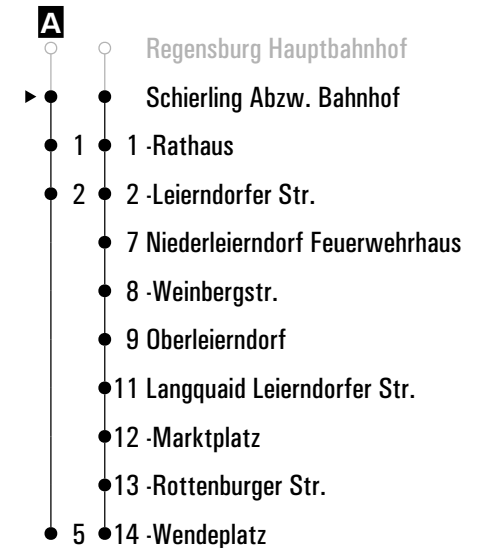 A
Regensburg Hauptbahnhof
Schierling Abzw. Bahnhof
1 1 -Rathaus
2 2 -Leierndorfer Str.
7 Niederleierndorf Feuerwehrhaus
8 -Weinbergstr.
9 Oberleierndorf
11 Langquaid Leierndorfer Str.
12 -Marktplatz
13 -Rottenburger Str.
5 14 -Wendeplatz